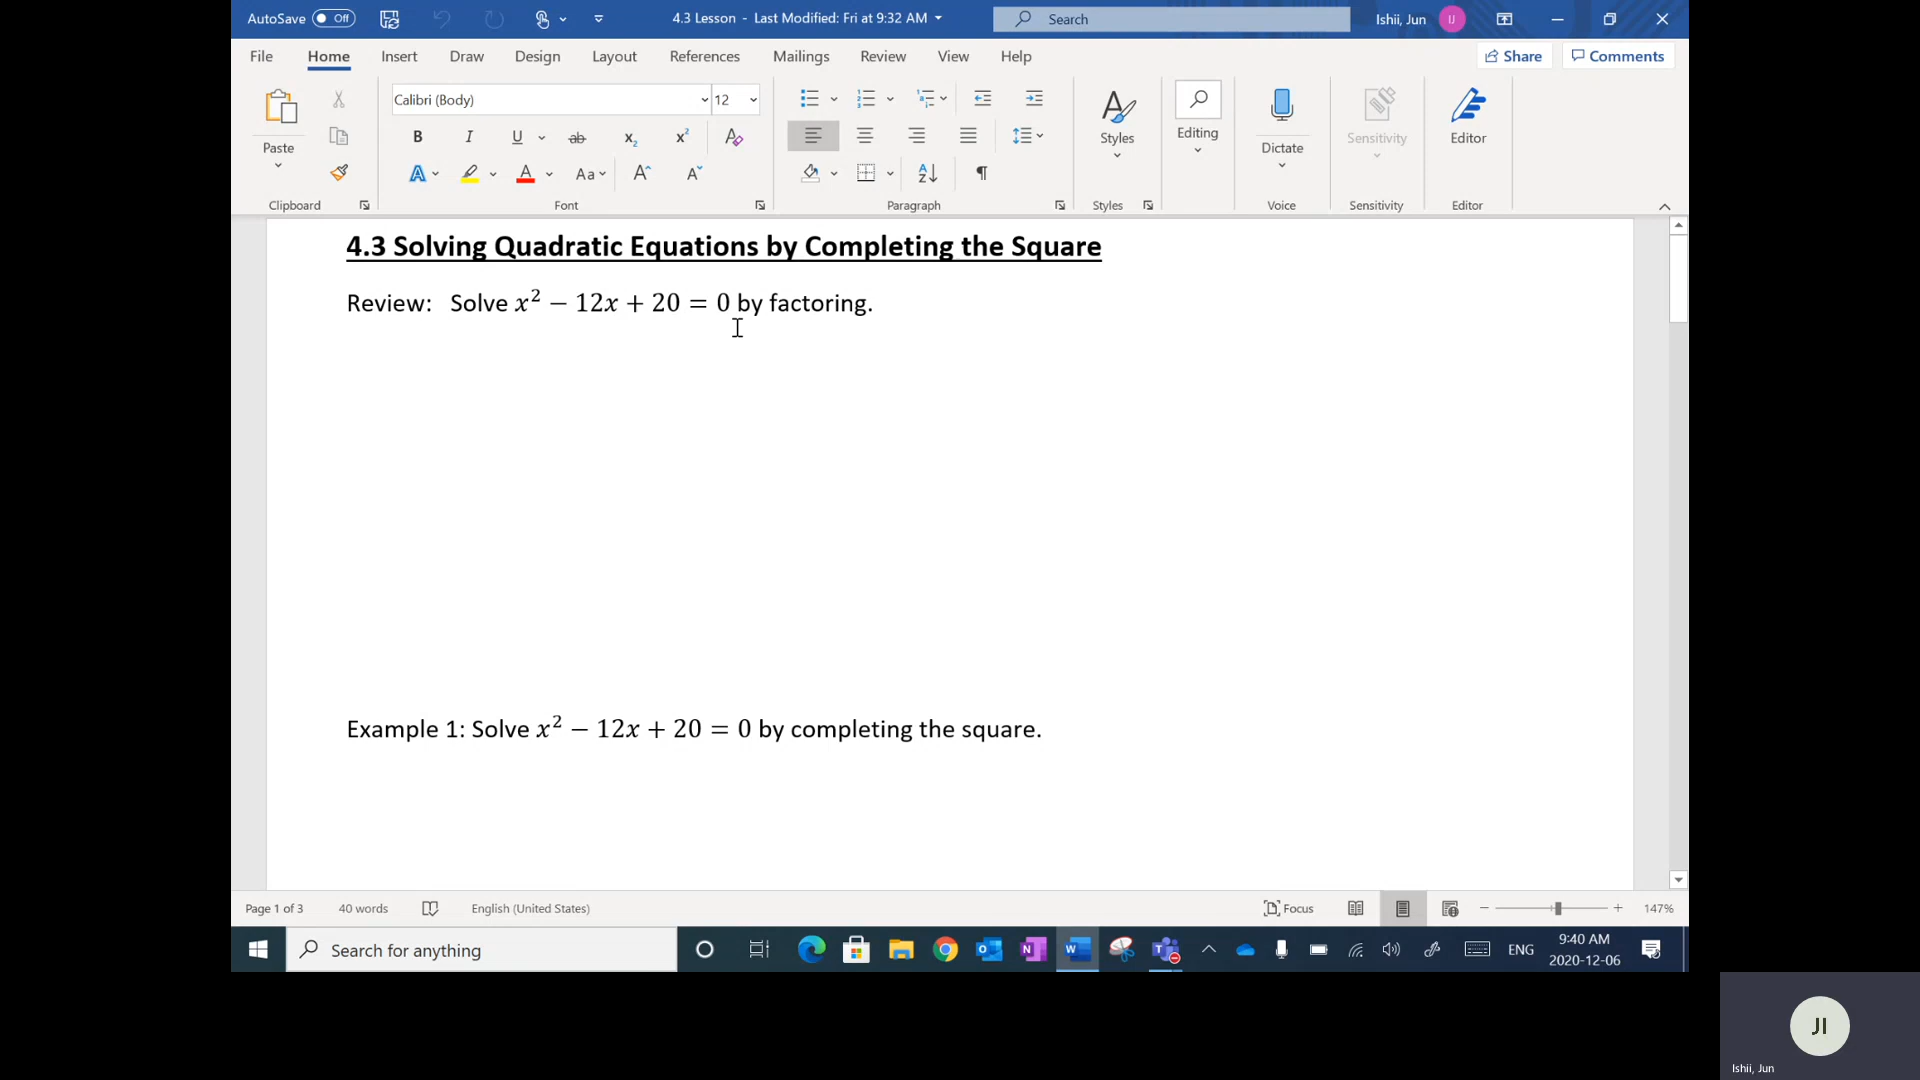 AutoSave Off 4.3 Lesson - Last Modified: Fri at 9:32 AM Search Ishii, Jun IJ
File Home Insert Draw Design Layout References Mailings Review View Help Share Comments
Calibri (Body) 12
Paste Styles Editing Dictate Sensitivity Editor
Clipboard Font Paragraph Styles Voice Sensitivity Editor
4.3 Solving Quadratic Equations by Completing the Square
Review: Solve x² − 12x + 20 = 0 by factoring.
Example 1: Solve x² − 12x + 20 = 0 by completing the square.
Page 1 of 3 40 words English (United States) Focus 147%
Search for anything ENG 9:40 AM
2020-12-06
JI
Ishii, Jun